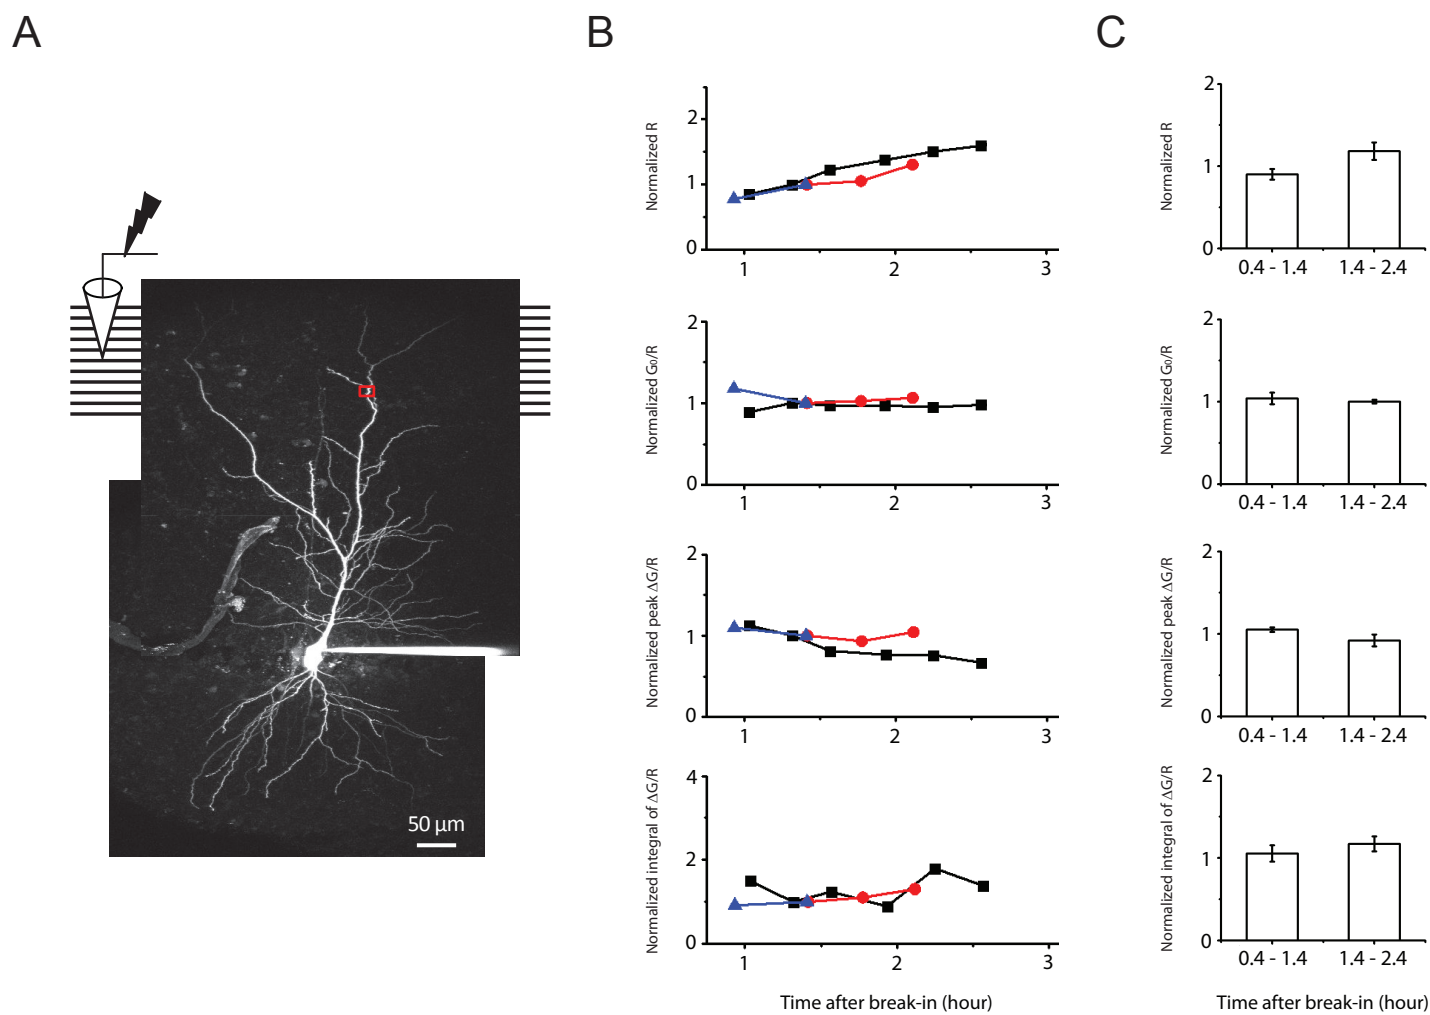 A B C
Normalized R
2
1
0
1 2 3
Normalized R
2
1
0
0.4 - 1.4 1.4 - 2.4
Normalized G₀/R
2
1
0
1 2 3
Normalized G₀/R
2
1
0
0.4 - 1.4 1.4 - 2.4
Normalized peak ΔG/R
2
1
0
1 2 3
Normalized peak ΔG/R
2
1
0
0.4 - 1.4 1.4 - 2.4
50 µm
Normalized integral of ΔG/R
4
2
0
1 2 3
Time after break-in (hour)
Normalized integral of ΔG/R
2
1
0
0.4 - 1.4 1.4 - 2.4
Time after break-in (hour)